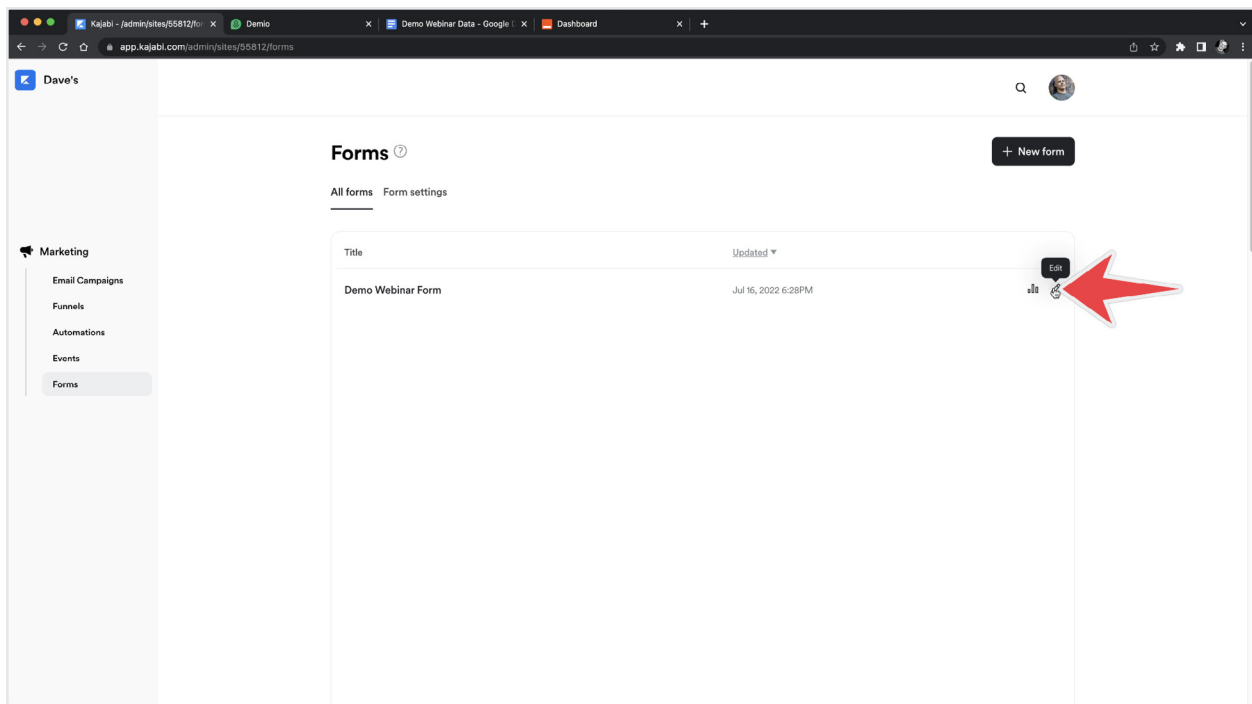 Kajabi - /admin/sites/55812/for
Demio
Demo Webinar Data - Google
Dashboard
app.kajabi.com/admin/sites/55812/forms
Dave's
Forms
+ New form
All forms Form settings
Marketing
Title Updated ▼
Edit
Email Campaigns
Demo Webinar Form Jul 16, 2022 6:28PM
Funnels
Automations
Events
Forms